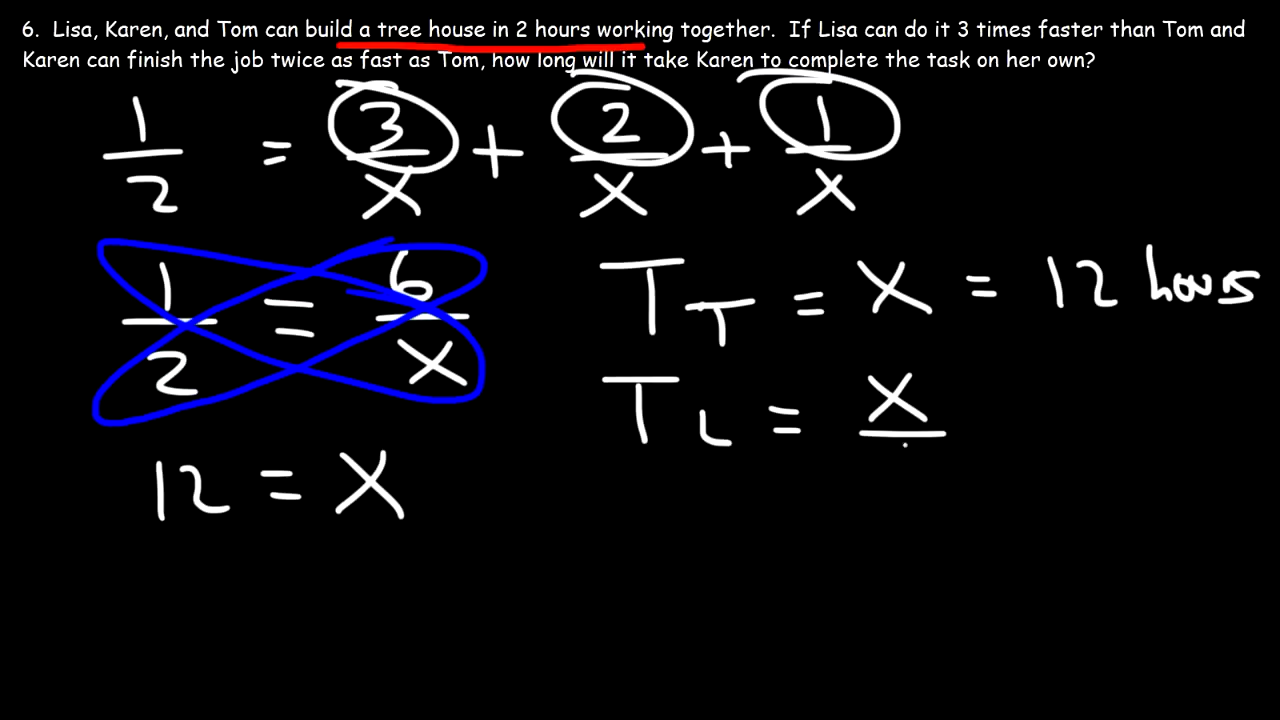 6. Lisa, Karen, and Tom can build a tree house in 2 hours working together. If Lisa can do it 3 times faster than Tom and
Karen can finish the job twice as fast as Tom, how long will it take Karen to complete the task on her own?
1/2 = 3/x + 2/x + 1/x
1/2 = 6/x
T_T = x = 12 hours
T_L = x/
12 = x